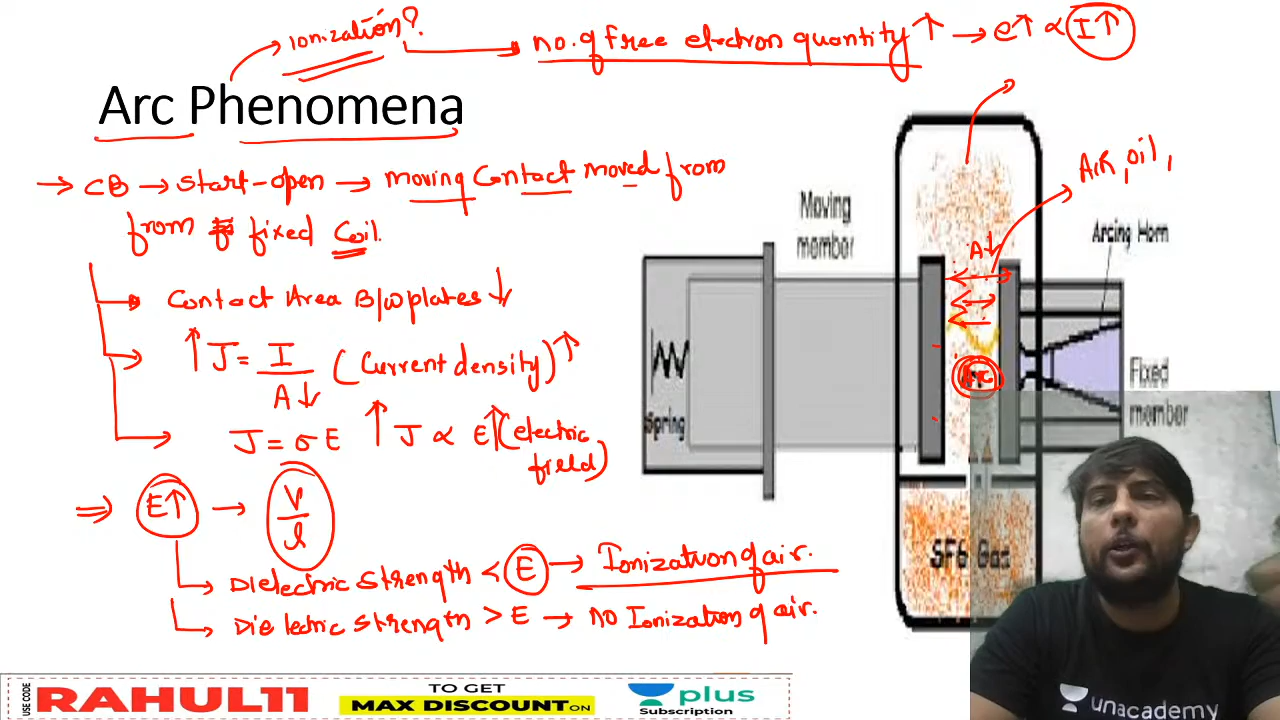 ionization?
no. of free electron quantity ↑ → e↑ ∝ I↑
Arc Phenomena
→ CB → start-open → moving Contact moved from
from fixed Coil.
Contact Area B/w plates ↓
↑ J = I / A↓ (Current density) ↑
J = σE ↑ J ∝ E↑ (electric field)
⇒ E↑ → V / l
Dielectric Strength < E → Ionization of air.
Dielectric strength > E → no Ionization of air.
Moving
member
AIR, oil,
Arcing Horn
A↓
Arc
Spring
Fixed
member
SF6 Gas
USE CODE
RAHUL11
TO GET
MAX DISCOUNT ON
plus
Subscription
unacademy